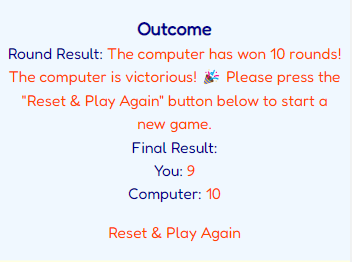 Outcome
Round Result: The computer has won 10 rounds!
The computer is victorious! 🎉 Please press the
"Reset & Play Again" button below to start a
new game.
Final Result:
You: 9
Computer: 10
Reset & Play Again